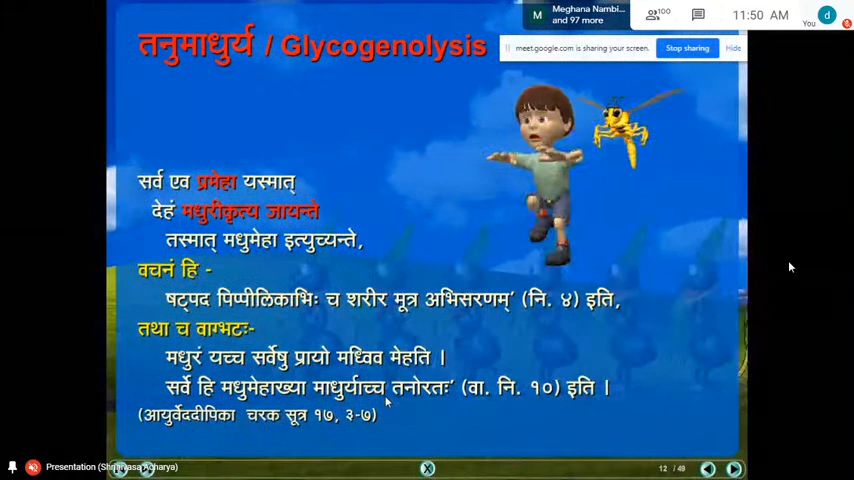 M
Meghana Nambi...
and 97 more
100
11:50 AM
You
d
तनुमाधुर्य / Glycogenolysis
meet.google.com is sharing your screen.
Stop sharing
Hide
सर्व एव प्रमेहा यस्मात्
देहं मधुरीकृत्य जायन्ते
तस्मात् मधुमेहा इत्युच्यन्ते,
वचनं हि -
षट्पद पिप्पीलिकाभिः च शरीर मूत्र अभिसरणम्’ (नि. ४) इति,
तथा च वाग्भटः-
मधुरं यच्च सर्वेषु प्रायो मध्विव मेहति ।
सर्वे हि मधुमेहाख्या माधुर्याच्च तनोरतः’ (वा. नि. १०) इति ।
(आयुर्वेददीपिका चरक सूत्र १७, ३-७)
Presentation (Shrinivasa Acharya)
X
12 / 49